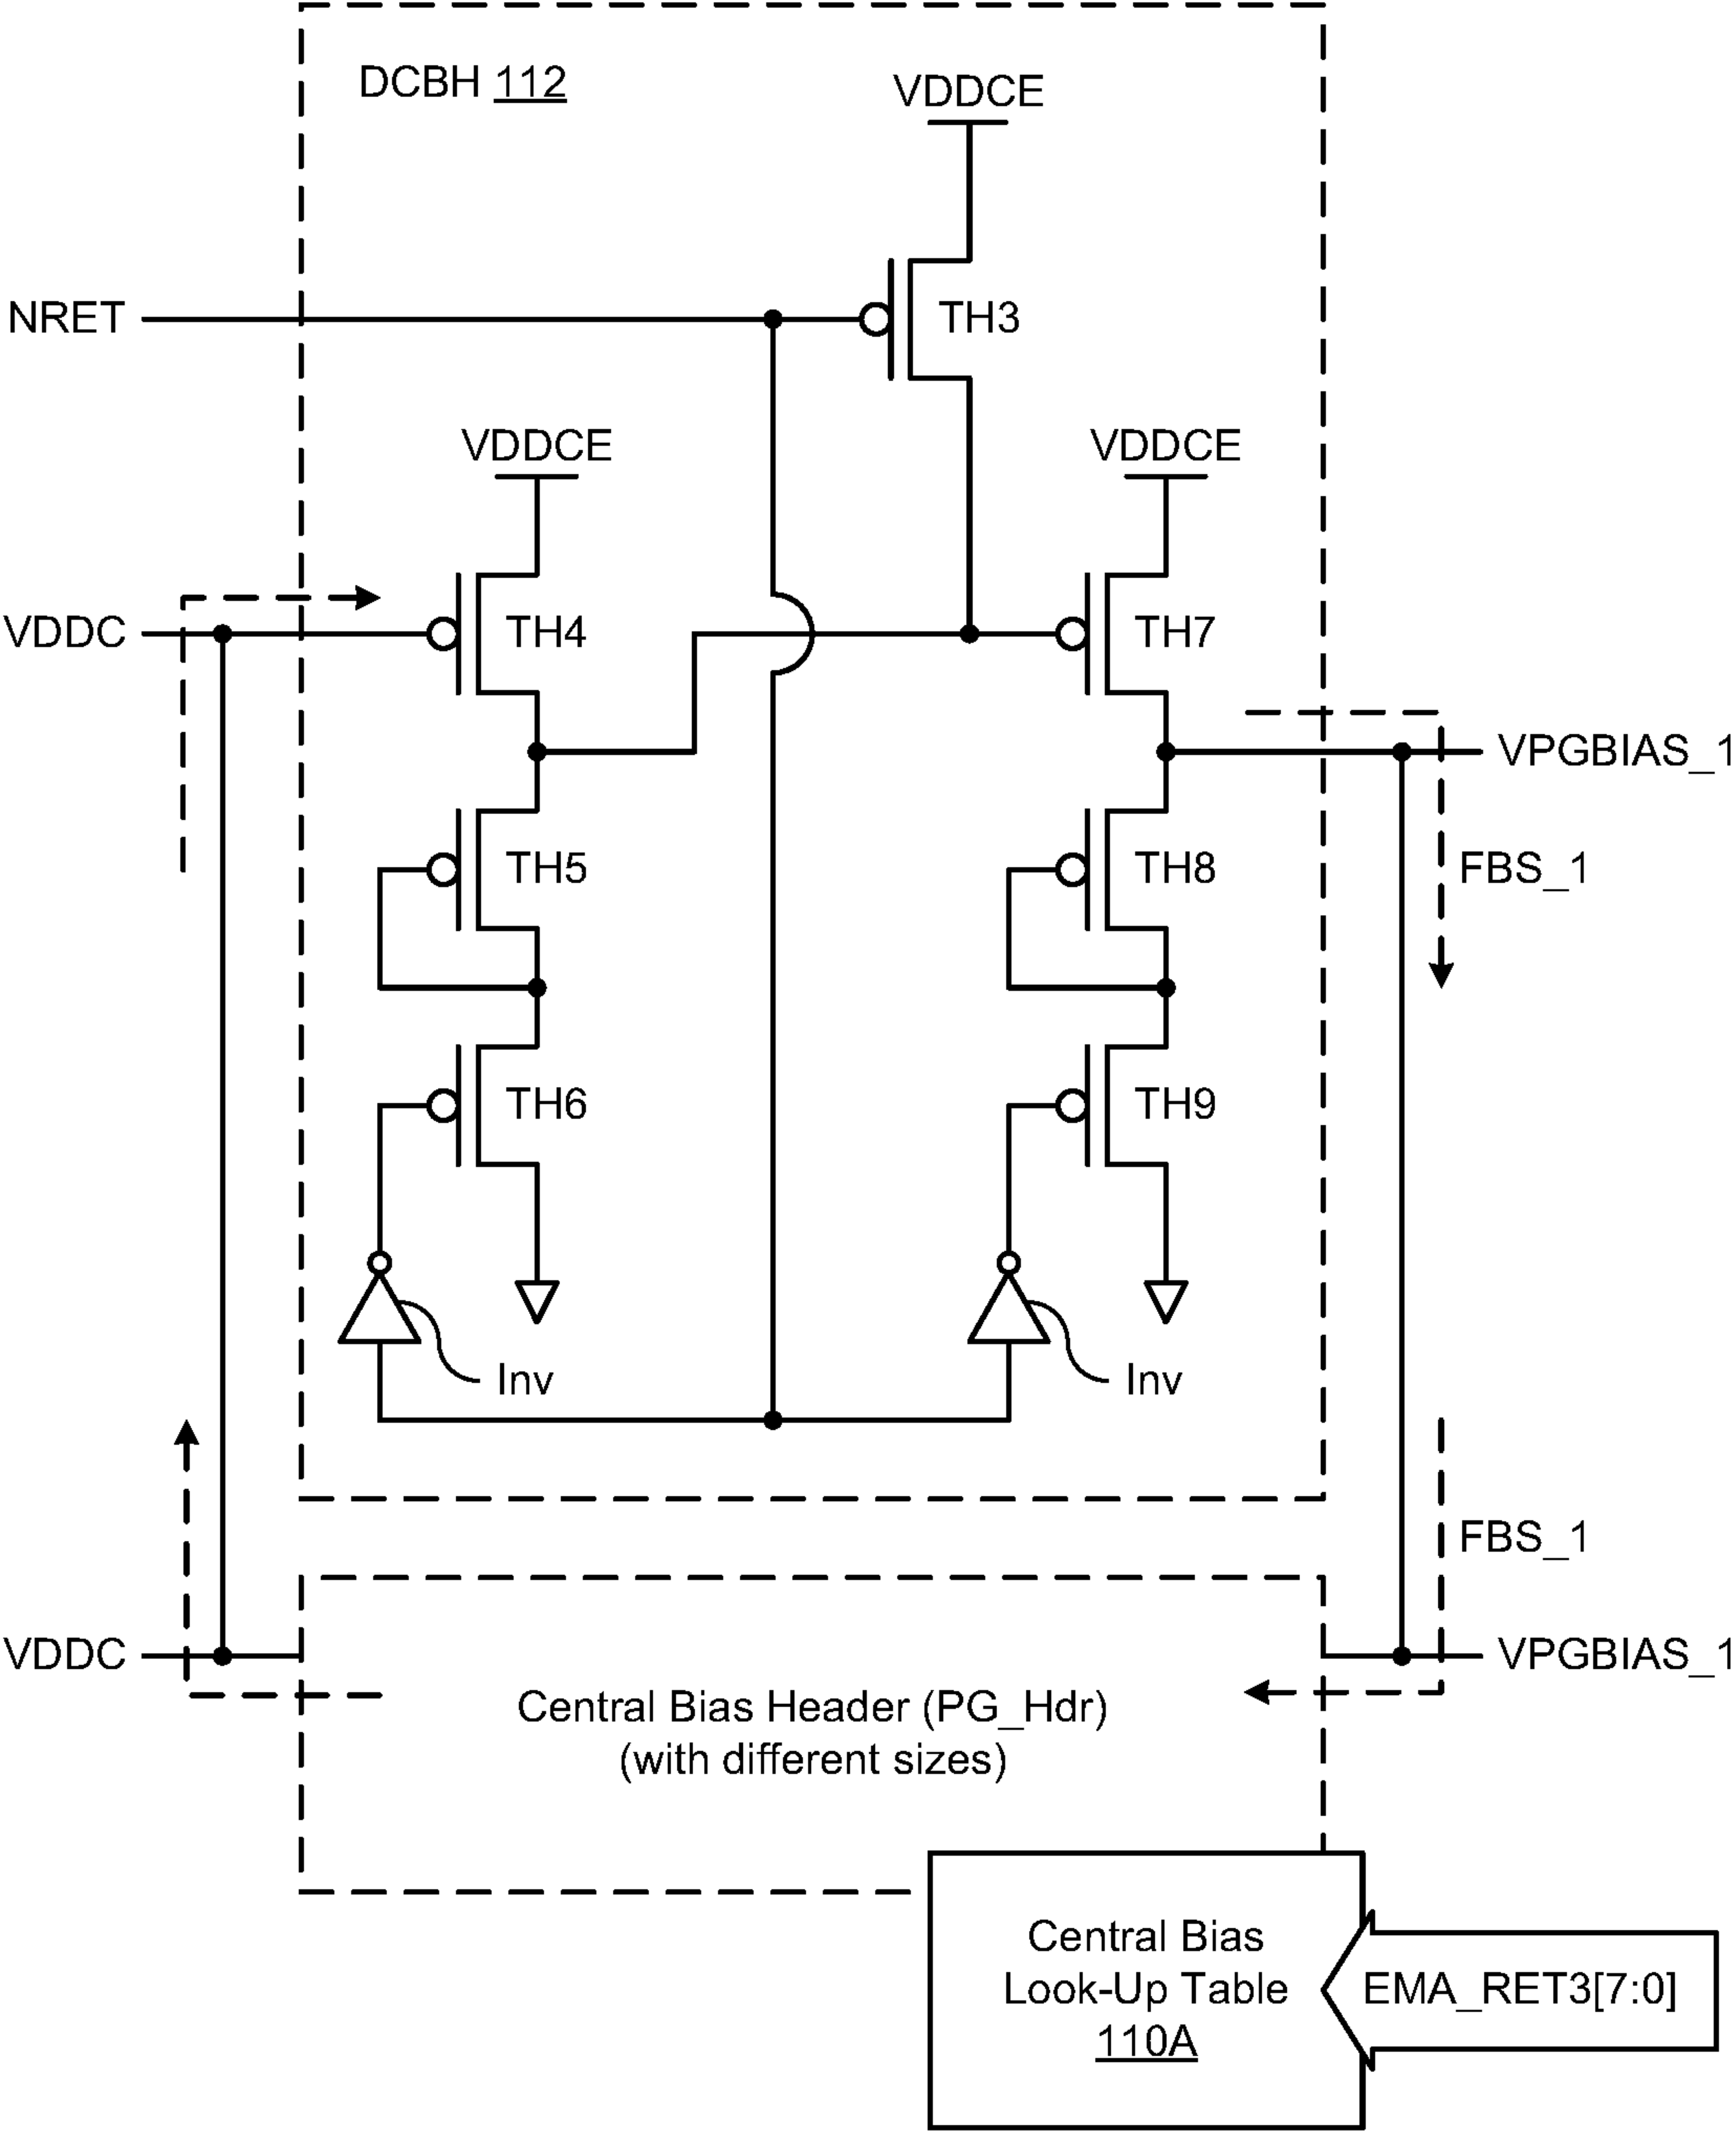 DCBH 112
VDDCE
NRET
TH3
VDDCE
VDDCE
VDDC
TH4
TH7
VPGBIAS_1
TH5
TH8
FBS_1
TH6
TH9
Inv
Inv
FBS_1
VDDC
VPGBIAS_1
Central Bias Header (PG_Hdr)
(with different sizes)
Central Bias
Look-Up Table
110A
EMA_RET3[7:0]